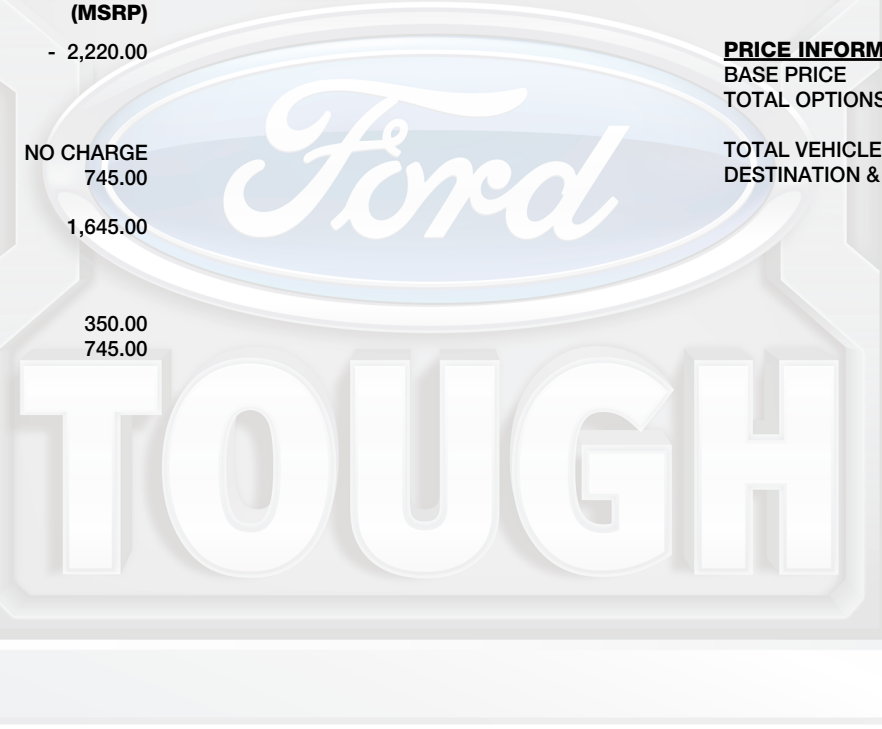 (MSRP)
- 2,220.00
NO CHARGE
745.00
1,645.00
350.00
745.00
PRICE INFORM
BASE PRICE
TOTAL OPTIONS
TOTAL VEHICLE
DESTINATION &
Ford
TOUGH